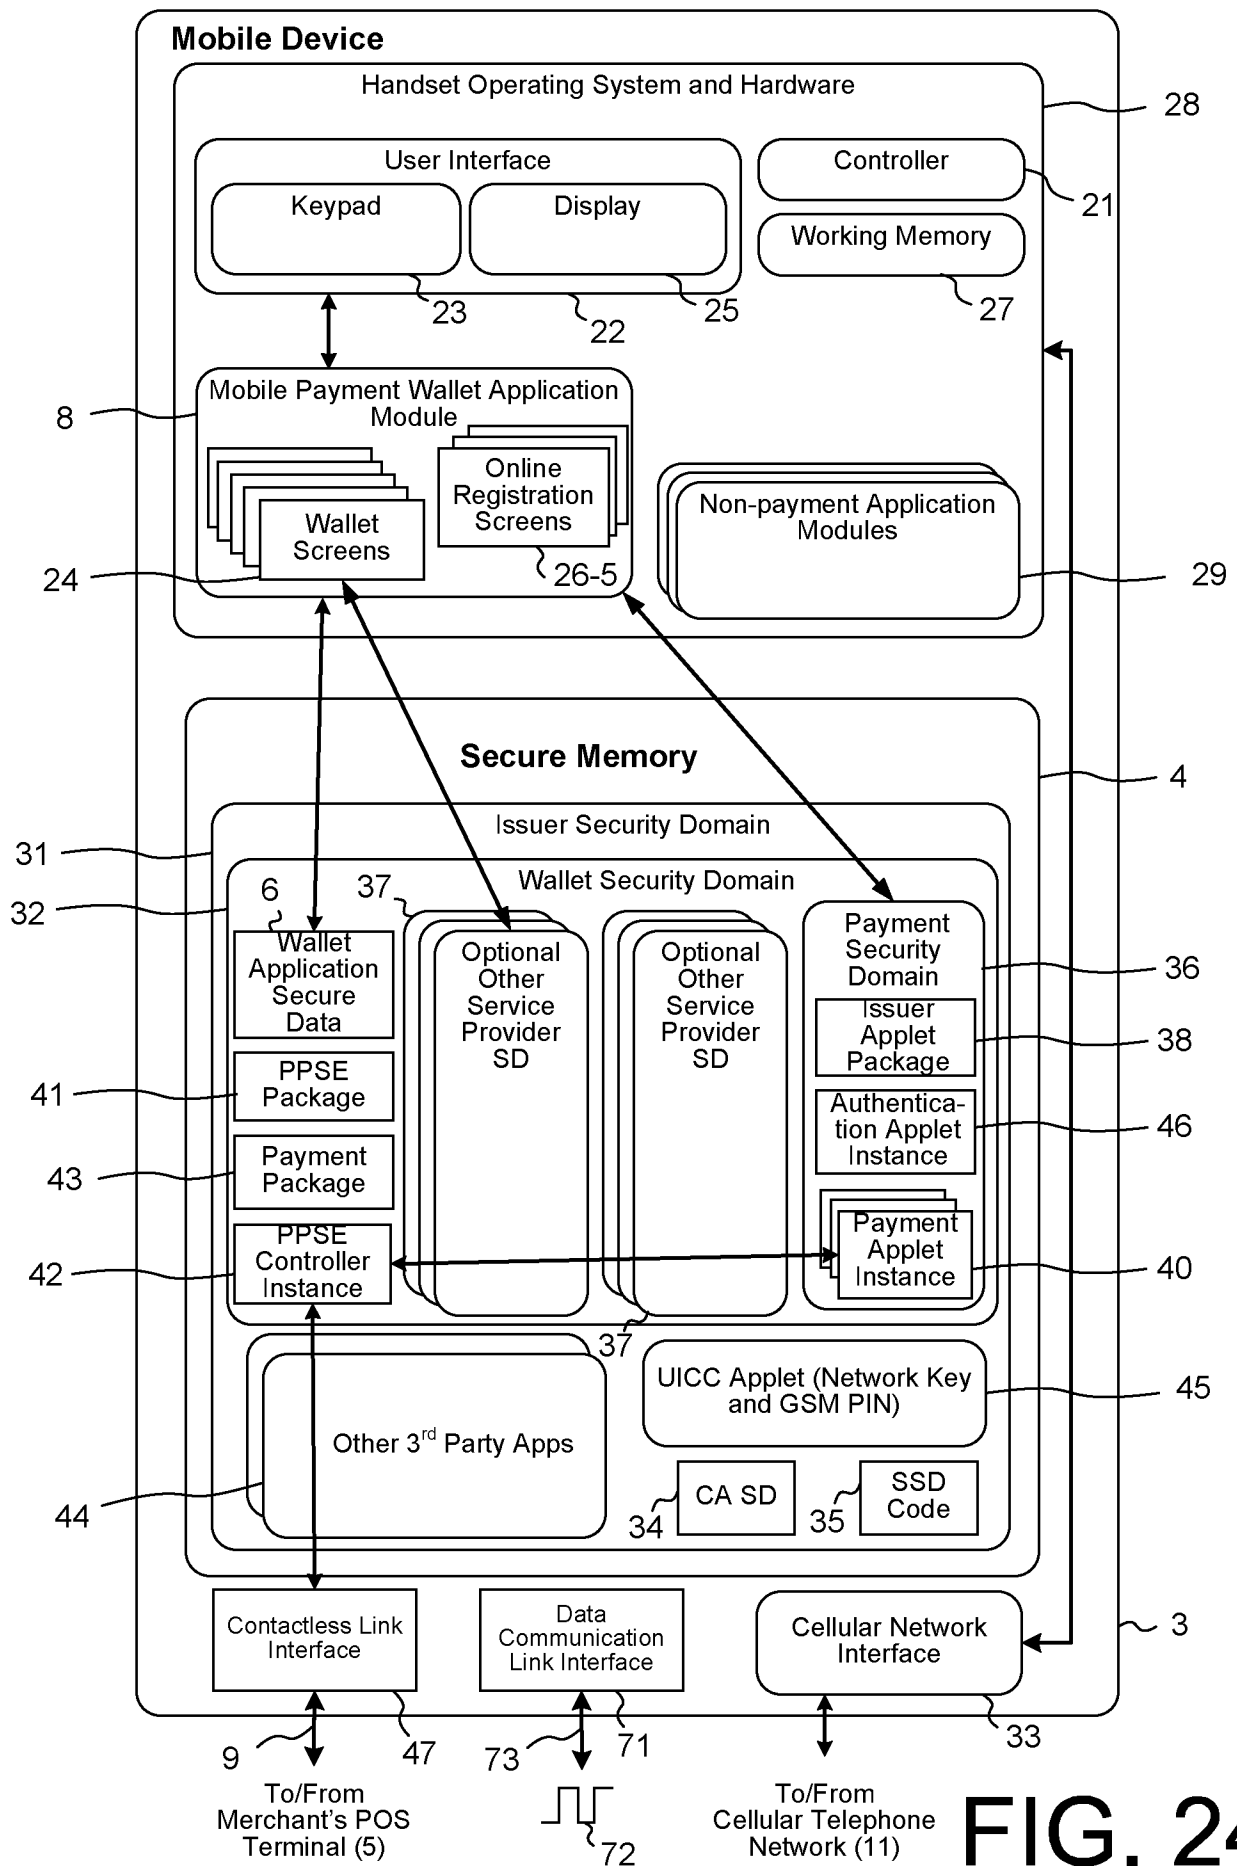 Mobile Device
Handset Operating System and Hardware
28
User Interface
Controller
Keypad
Display
21
Working Memory
23
22
25
27
Mobile Payment Wallet Application
Module
8
Online
Registration
Screens
Wallet
Screens
24
26-5
Non-payment Application
Modules
29
Secure Memory
4
Issuer Security Domain
31
Wallet Security Domain
32
6
37
Wallet
Application
Secure
Data
Optional
Other
Service
Provider
SD
Optional
Other
Service
Provider
SD
Payment
Security
Domain
36
Issuer
Applet
Package
38
PPSE
Package
41
Authentica-
tion Applet
Instance
46
Payment
Package
43
PPSE
Controller
Instance
42
Payment
Applet
Instance
40
37
UICC Applet (Network Key
and GSM PIN)
45
Other 3rd Party Apps
44
CA SD
34
SSD
Code
35
Contactless Link
Interface
Data
Communication
Link Interface
Cellular Network
Interface
3
9
47
73
71
33
To/From
Merchant's POS
Terminal (5)
72
To/From
Cellular Telephone
Network (11)
FIG. 24